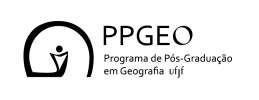 PPGEO
Programa de Pós-Graduação
em Geografia ufjf